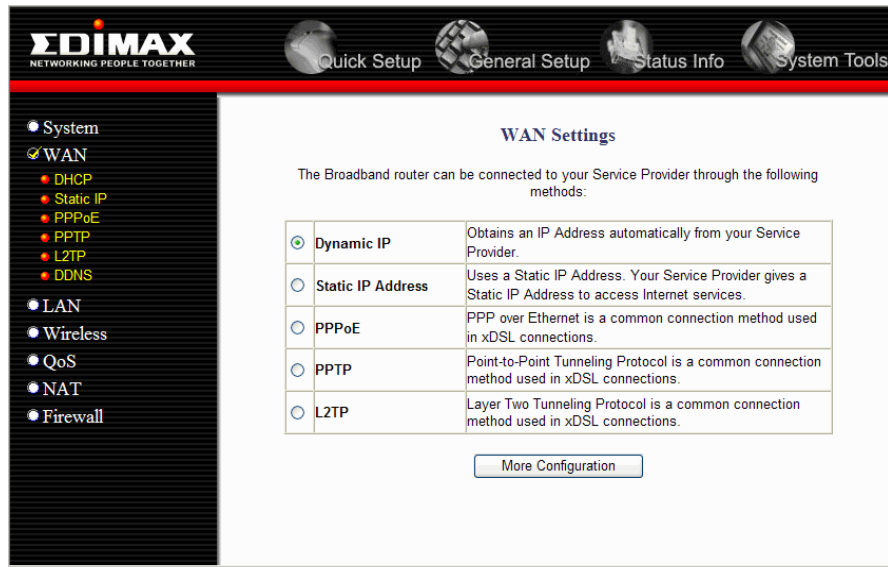 EDIMAX
NETWORKING PEOPLE TOGETHER
Quick Setup
General Setup
Status Info
System Tools
System
WAN
DHCP
Static IP
PPPoE
PPTP
L2TP
DDNS
LAN
Wireless
QoS
NAT
Firewall
WAN Settings
The Broadband router can be connected to your Service Provider through the following
methods:
Dynamic IP
Obtains an IP Address automatically from your Service
Provider.
Static IP Address
Uses a Static IP Address. Your Service Provider gives a
Static IP Address to access Internet services.
PPPoE
PPP over Ethernet is a common connection method used
in xDSL connections.
PPTP
Point-to-Point Tunneling Protocol is a common connection
method used in xDSL connections.
L2TP
Layer Two Tunneling Protocol is a common connection
method used in xDSL connections.
More Configuration